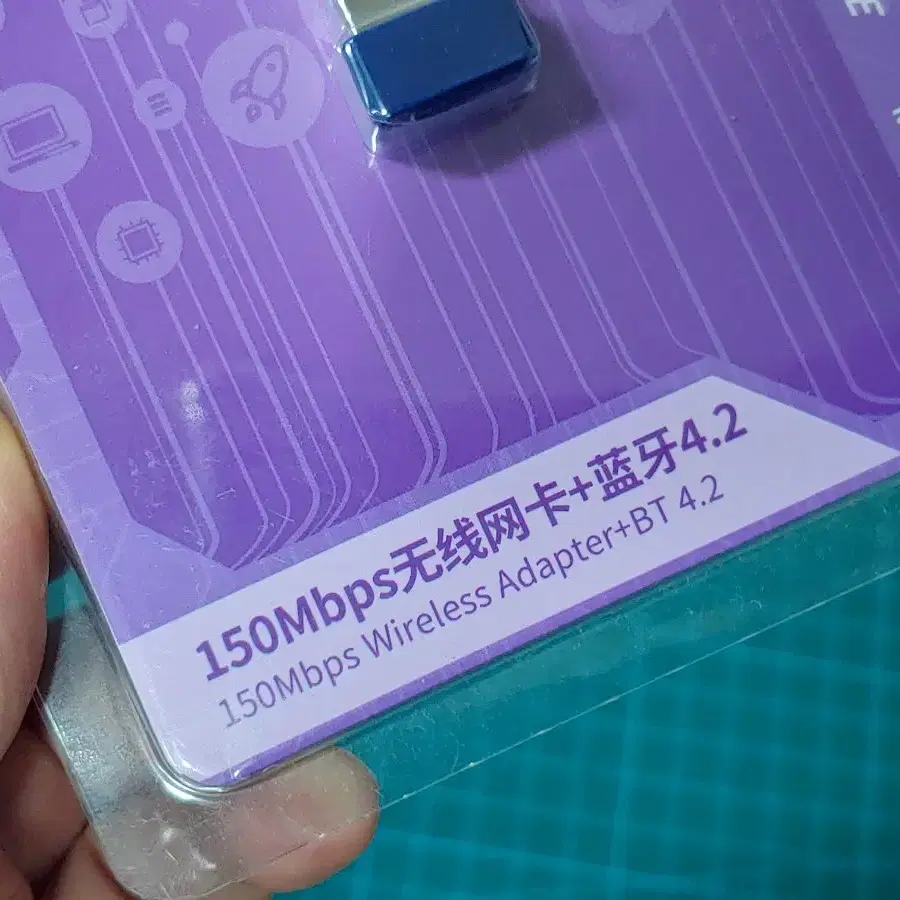 150Mbps无线网卡+蓝牙4.2
150Mbps Wireless Adapter+BT 4.2